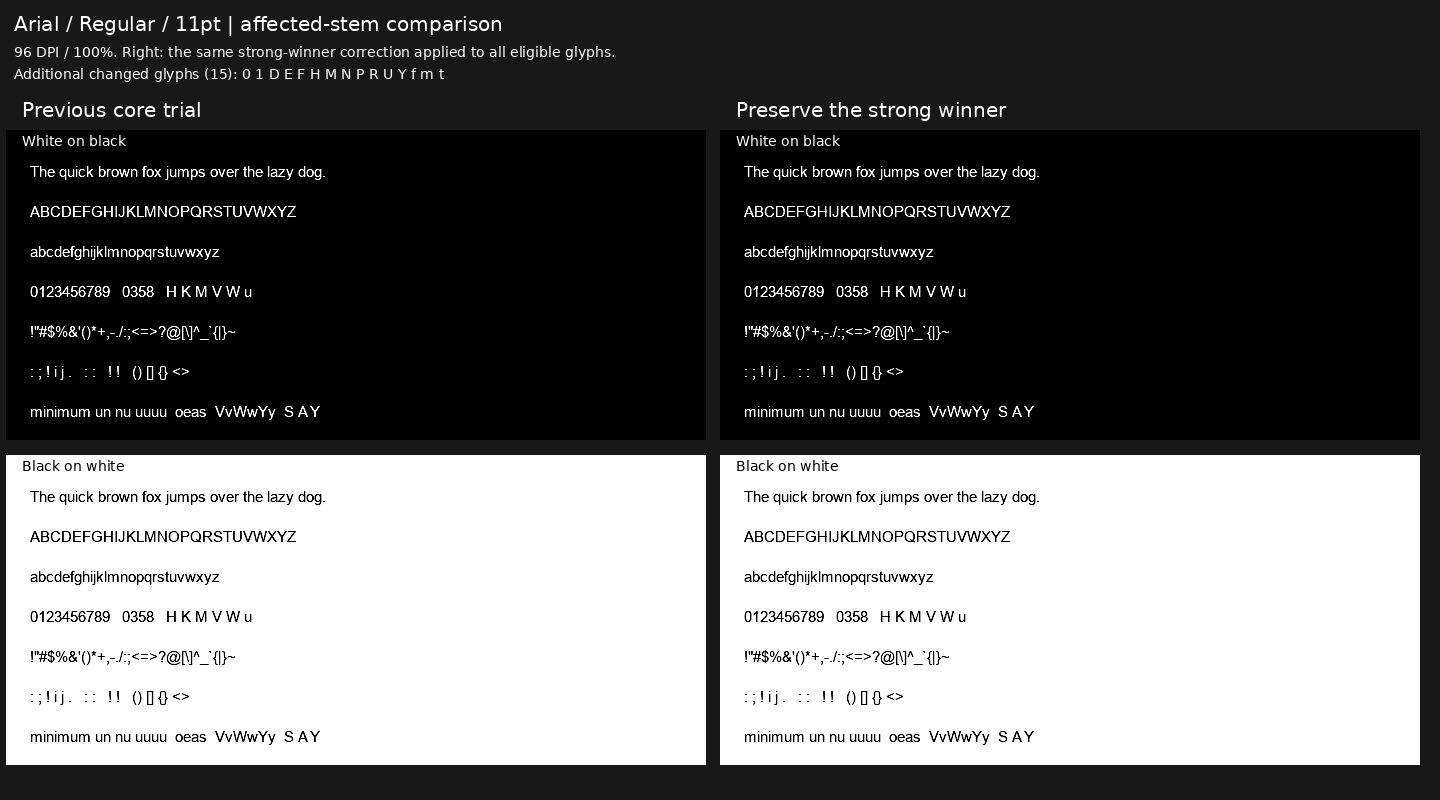 Arial / Regular / 11pt | affected-stem comparison
96 DPI / 100%. Right: the same strong-winner correction applied to all eligible glyphs.
Additional changed glyphs (15): 0 1 D E F H M N P R U Y f m t
Previous core trial
White on black
The quick brown fox jumps over the lazy dog.
ABCDEFGHIJKLMNOPQRSTUVWXYZ
abcdefghijklmnopqrstuvwxyz
0123456789   0358   H K M V W u
!"#$%&'()*+,-./:;<=>?@[\]^_`{|}~
: ; ! i j .   : :   ! !   ( ) [] {} <>
minimum un nu uuuu  oeas  VvWwYy  S A Y
Black on white
The quick brown fox jumps over the lazy dog.
ABCDEFGHIJKLMNOPQRSTUVWXYZ
abcdefghijklmnopqrstuvwxyz
0123456789   0358   H K M V W u
!"#$%&'()*+,-./:;<=>?@[\]^_`{|}~
: ; ! i j .   : :   ! !   ( ) [] {} <>
minimum un nu uuuu  oeas  VvWwYy  S A Y
Preserve the strong winner
White on black
The quick brown fox jumps over the lazy dog.
ABCDEFGHIJKLMNOPQRSTUVWXYZ
abcdefghijklmnopqrstuvwxyz
0123456789   0358   H K M V W u
!"#$%&'()*+,-./:;<=>?@[\]^_`{|}~
: ; ! i j .   : :   ! !   ( ) [] {} <>
minimum un nu uuuu  oeas  VvWwYy  S A Y
Black on white
The quick brown fox jumps over the lazy dog.
ABCDEFGHIJKLMNOPQRSTUVWXYZ
abcdefghijklmnopqrstuvwxyz
0123456789   0358   H K M V W u
!"#$%&'()*+,-./:;<=>?@[\]^_`{|}~
: ; ! i j .   : :   ! !   ( ) [] {} <>
minimum un nu uuuu  oeas  VvWwYy  S A Y